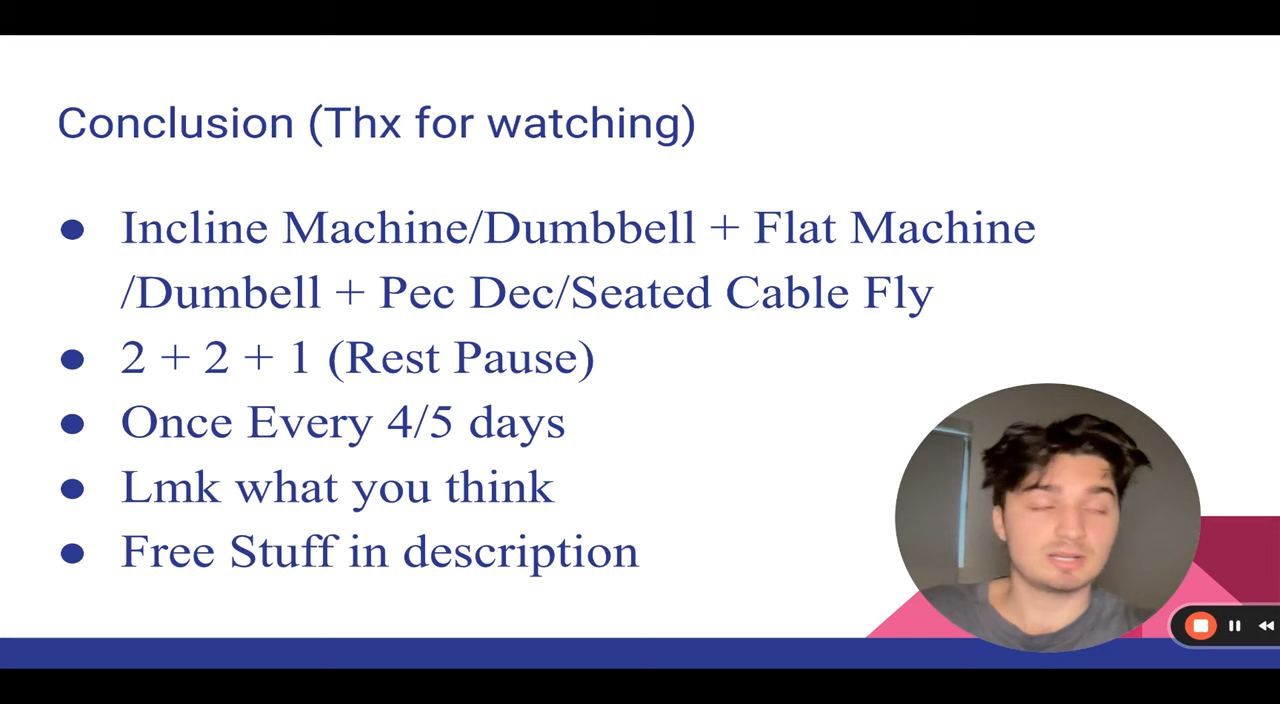 Conclusion (Thx for watching)
● Incline Machine/Dumbbell + Flat Machine
/Dumbell + Pec Dec/Seated Cable Fly
● 2 + 2 + 1 (Rest Pause)
● Once Every 4/5 days
● Lmk what you think
● Free Stuff in description